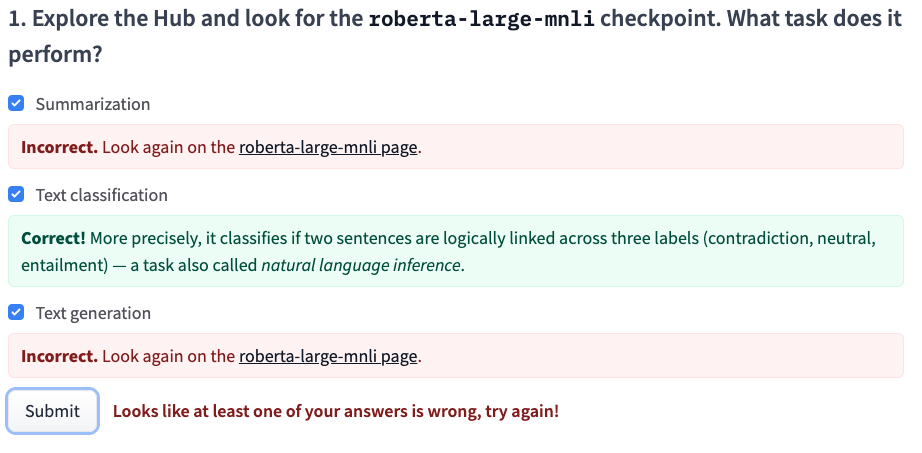 1. Explore the Hub and look for the roberta-large-mnli checkpoint. What task does it
perform?
Summarization
Incorrect. Look again on the roberta-large-mnli page.
Text classification
Correct! More precisely, it classifies if two sentences are logically linked across three labels (contradiction, neutral,
entailment) — a task also called natural language inference.
Text generation
Incorrect. Look again on the roberta-large-mnli page.
Submit Looks like at least one of your answers is wrong, try again!